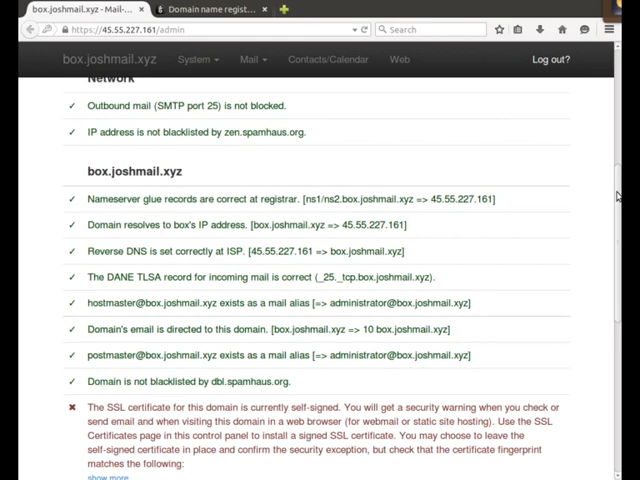 box.joshmail.xyz - Mail-...
Domain name regist...
https://45.55.227.161/admin
Search
box.joshmail.xyz
System
Mail
Contacts/Calendar
Web
Log out?
Network
✓ Outbound mail (SMTP port 25) is not blocked.
✓ IP address is not blacklisted by zen.spamhaus.org.
box.joshmail.xyz
✓ Nameserver glue records are correct at registrar. [ns1/ns2.box.joshmail.xyz => 45.55.227.161]
✓ Domain resolves to box's IP address. [box.joshmail.xyz => 45.55.227.161]
✓ Reverse DNS is set correctly at ISP. [45.55.227.161 => box.joshmail.xyz]
✓ The DANE TLSA record for incoming mail is correct (_25._tcp.box.joshmail.xyz).
✓ hostmaster@box.joshmail.xyz exists as a mail alias [=> administrator@box.joshmail.xyz]
✓ Domain's email is directed to this domain. [box.joshmail.xyz => 10 box.joshmail.xyz]
✓ postmaster@box.joshmail.xyz exists as a mail alias [=> administrator@box.joshmail.xyz]
✓ Domain is not blacklisted by dbl.spamhaus.org.
✖ The SSL certificate for this domain is currently self-signed. You will get a security warning when you check or
send email and when visiting this domain in a web browser (for webmail or static site hosting). Use the SSL
Certificates page in this control panel to install a signed SSL certificate. You may choose to leave the
self-signed certificate in place and confirm the security exception, but check that the certificate fingerprint
matches the following:
show more